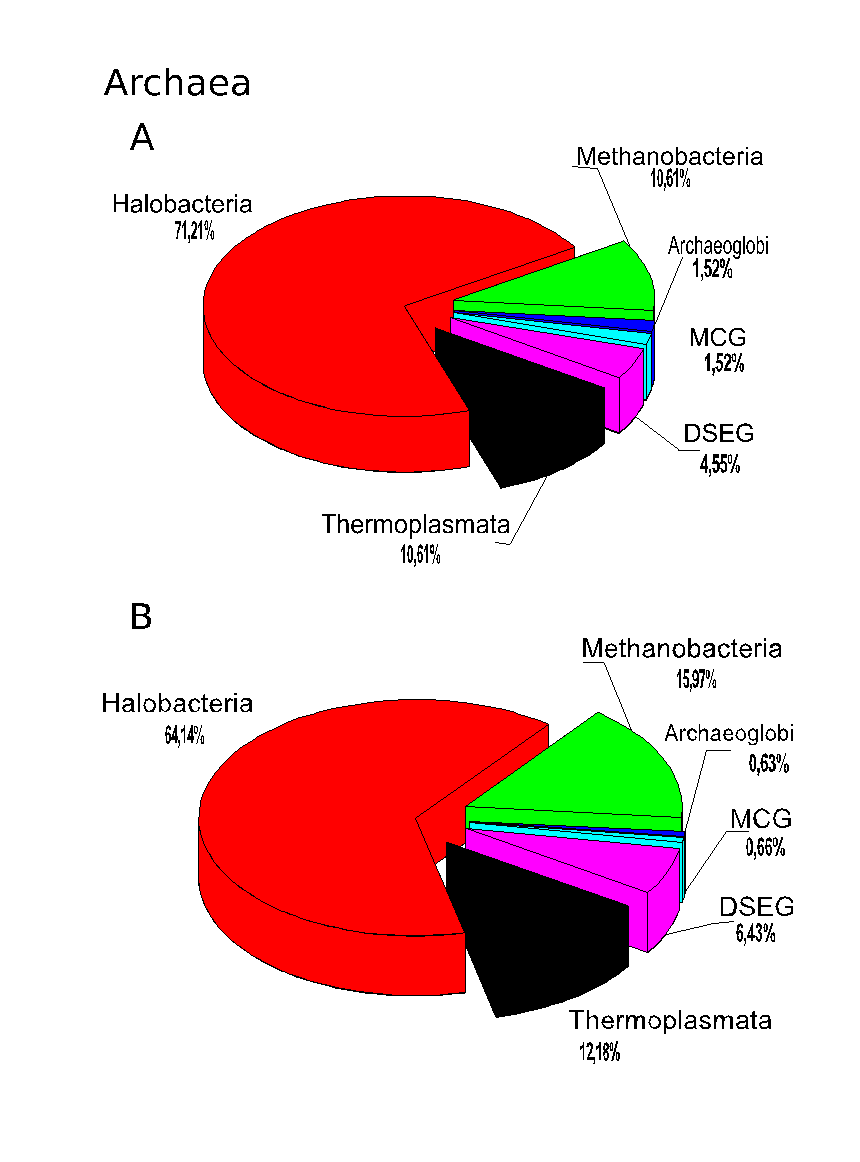 Archaea
A
Methanobacteria
10,61%
Halobacteria
71,21%
Archaeoglobi
1,52%
MCG
1,52%
DSEG
4,55%
Thermoplasmata
10,61%
B
Methanobacteria
15,97%
Halobacteria
64,14%
Archaeoglobi
0,63%
MCG
0,66%
DSEG
6,43%
Thermoplasmata
12,18%